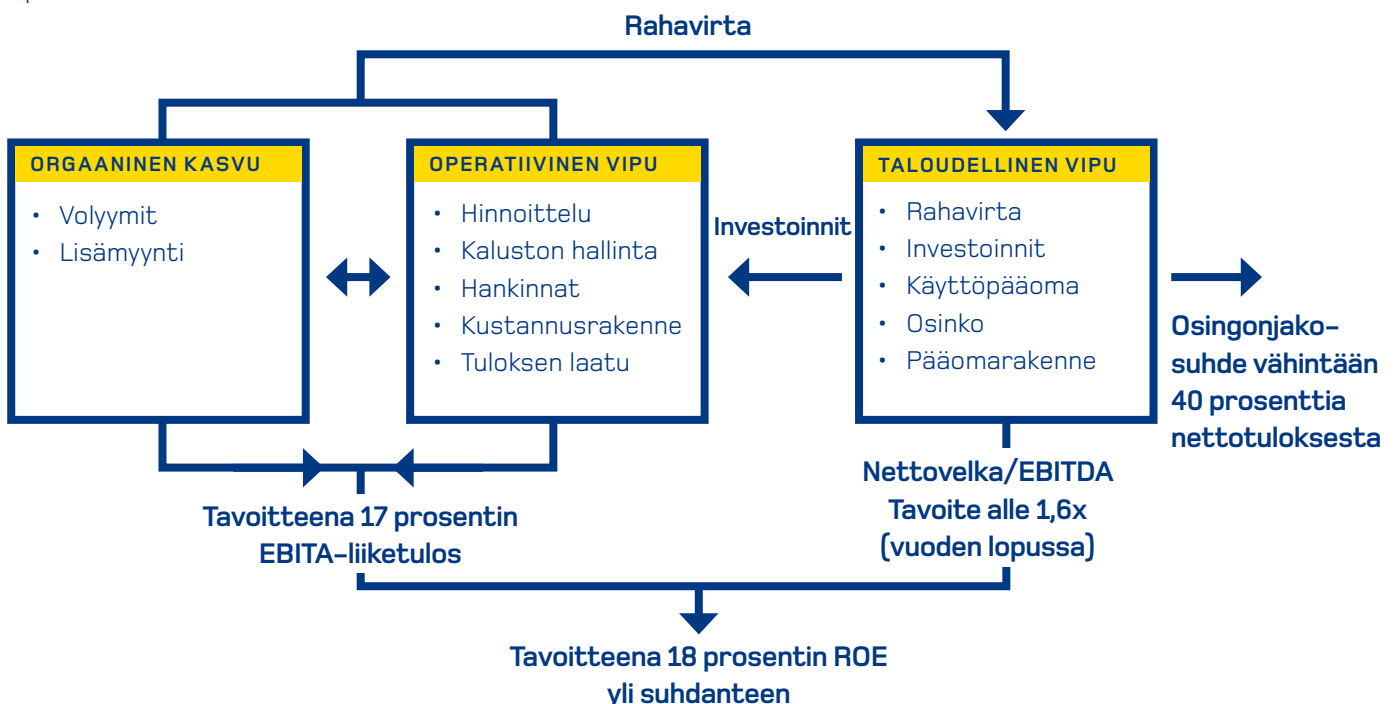 Rahavirta
ORGAANINEN KASVU
• Volyymit
• Lisämyynti
OPERATIIVINEN VIPU
• Hinnoittelu
• Kaluston hallinta
• Hankinnat
• Kustannusrakenne
• Tuloksen laatu
Investoinnit
TALOUDELLINEN VIPU
• Rahavirta
• Investoinnit
• Käyttöpääoma
• Osinko
• Pääomarakenne
Osingonjako-
suhde vähintään
40 prosenttia
nettotuloksesta
Tavoitteena 17 prosentin
EBITA-liiketulos
Nettovelka/EBITDA
Tavoite alle 1,6x
(vuoden lopussa)
Tavoitteena 18 prosentin ROE
yli suhdanteen